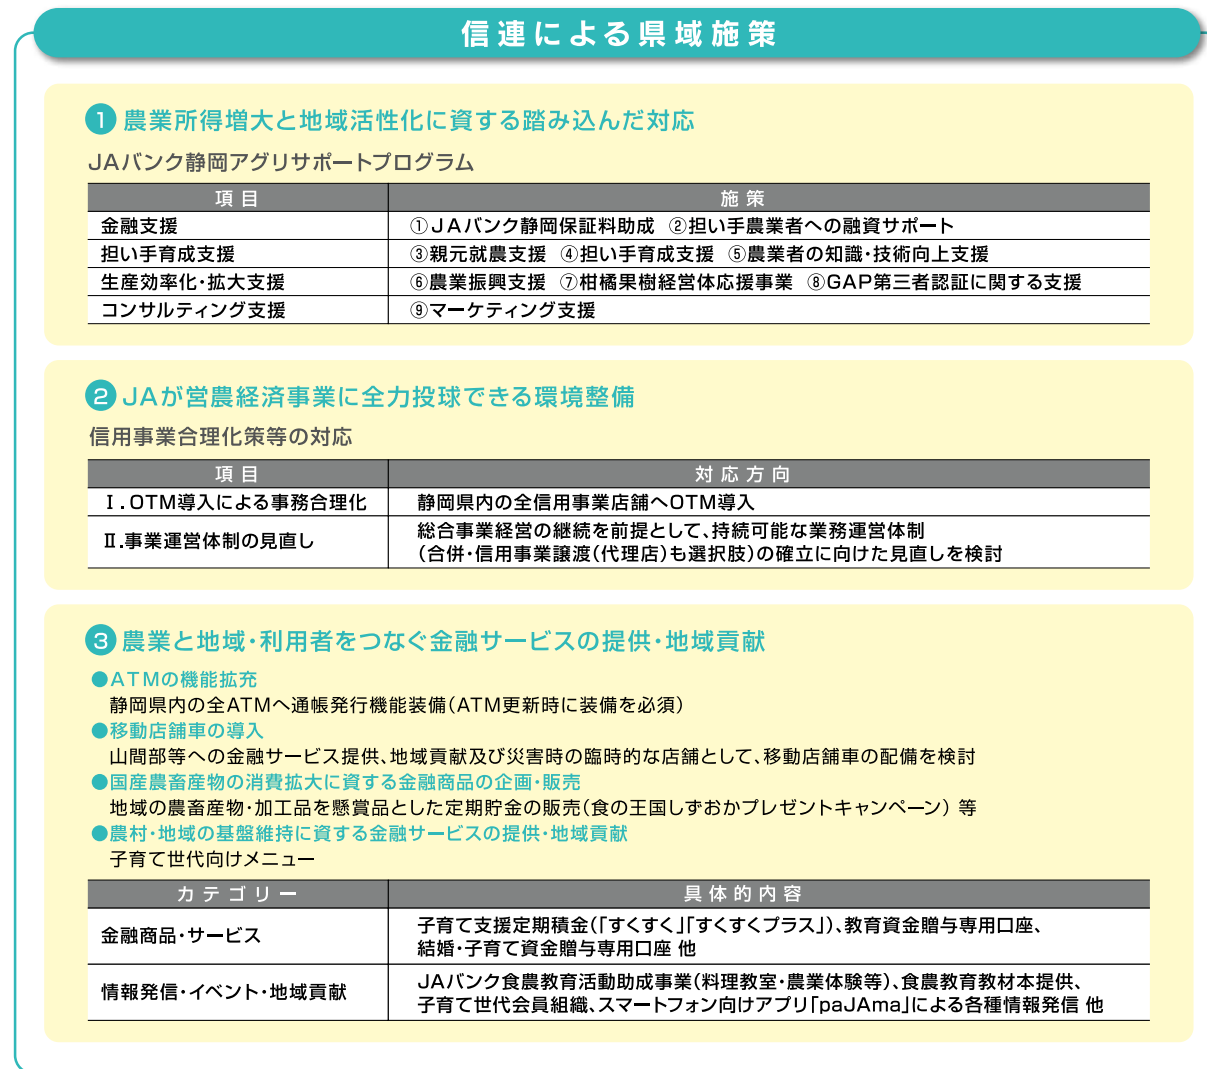 信連による県域施策
1 農業所得増大と地域活性化に資する踏み込んだ対応
JAバンク静岡アグリサポートプログラム
項目 施策
金融支援 ①JAバンク静岡保証料助成 ②担い手農業者への融資サポート
担い手育成支援 ③親元就農支援 ④担い手育成支援 ⑤農業者の知識・技術向上支援
生産効率化・拡大支援 ⑥農業振興支援 ⑦柑橘果樹経営体応援事業 ⑧GAP第三者認証に関する支援
コンサルティング支援 ⑨マーケティング支援
2 JAが営農経済事業に全力投球できる環境整備
信用事業合理化策等の対応
項目 対応方向
Ⅰ.OTM導入による事務合理化 静岡県内の全信用事業店舗へOTM導入
Ⅱ.事業運営体制の見直し 総合事業経営の継続を前提として、持続可能な業務運営体制
(合併・信用事業譲渡(代理店)も選択肢)の確立に向けた見直しを検討
3 農業と地域・利用者をつなぐ金融サービスの提供・地域貢献
●ATMの機能拡充
静岡県内の全ATMへ通帳発行機能装備(ATM更新時に装備を必須)
●移動店舗車の導入
山間部等への金融サービス提供、地域貢献及び災害時の臨時的な店舗として、移動店舗車の配備を検討
●国産農畜産物の消費拡大に資する金融商品の企画・販売
地域の農畜産物・加工品を懸賞品とした定期貯金の販売(食の王国しずおかプレゼントキャンペーン) 等
●農村・地域の基盤維持に資する金融サービスの提供・地域貢献
子育て世代向けメニュー
カテゴリー 具体的内容
金融商品・サービス 子育て支援定期積金(「すくすく」「すくすくプラス」)、教育資金贈与専用口座、
結婚・子育て資金贈与専用口座 他
情報発信・イベント・地域貢献 JAバンク食農教育活動助成事業(料理教室・農業体験等)、食農教育教材本提供、
子育て世代会員組織、スマートフォン向けアプリ「paJAma」による各種情報発信 他